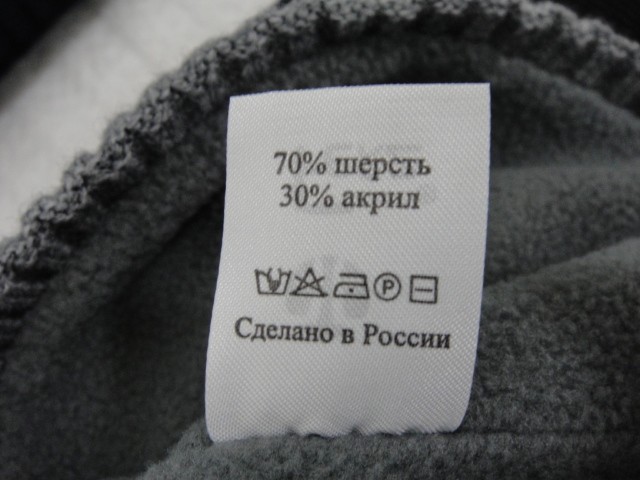 70% шерсть
30% акрил
P
Сделано в России